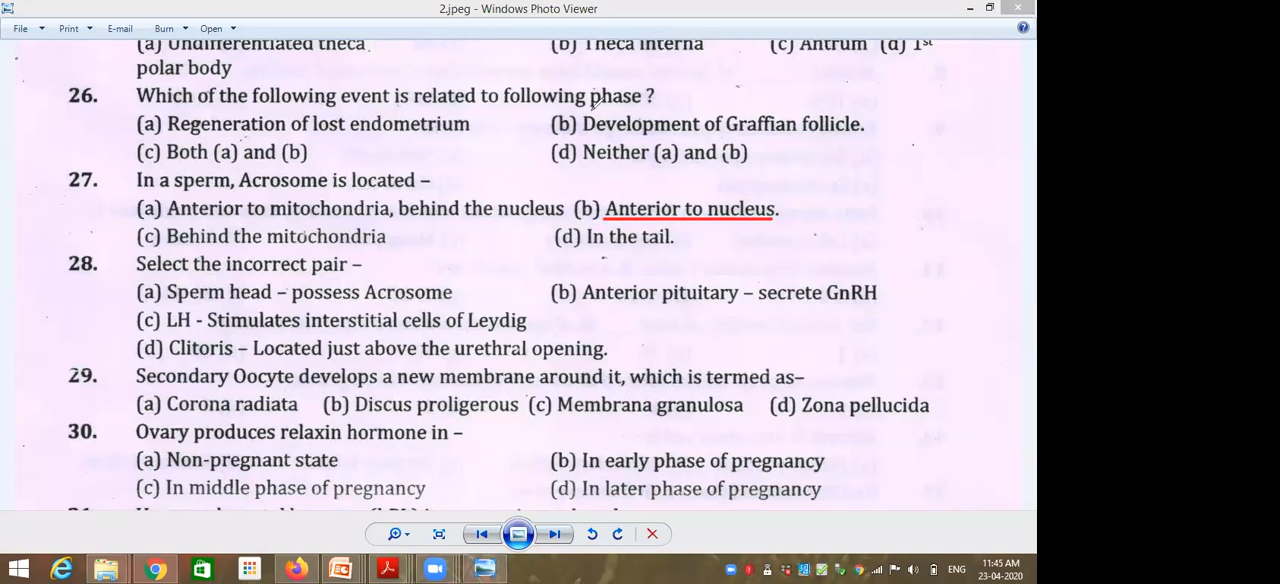 2.jpeg - Windows Photo Viewer
File Print E-mail Burn Open
(a) Undifferentiated theca (b) Theca interna (c) Antrum (d) 1st
polar body
26. Which of the following event is related to following phase ?
(a) Regeneration of lost endometrium (b) Development of Graffian follicle.
(c) Both (a) and (b) (d) Neither (a) and (b)
27. In a sperm, Acrosome is located –
(a) Anterior to mitochondria, behind the nucleus (b) Anterior to nucleus.
(c) Behind the mitochondria (d) In the tail.
28. Select the incorrect pair –
(a) Sperm head – possess Acrosome (b) Anterior pituitary – secrete GnRH
(c) LH - Stimulates interstitial cells of Leydig
(d) Clitoris – Located just above the urethral opening.
29. Secondary Oocyte develops a new membrane around it, which is termed as–
(a) Corona radiata (b) Discus proligerous (c) Membrana granulosa (d) Zona pellucida
30. Ovary produces relaxin hormone in –
(a) Non-pregnant state (b) In early phase of pregnancy
(c) In middle phase of pregnancy (d) In later phase of pregnancy
31.
ENG
11:45 AM
23-04-2020